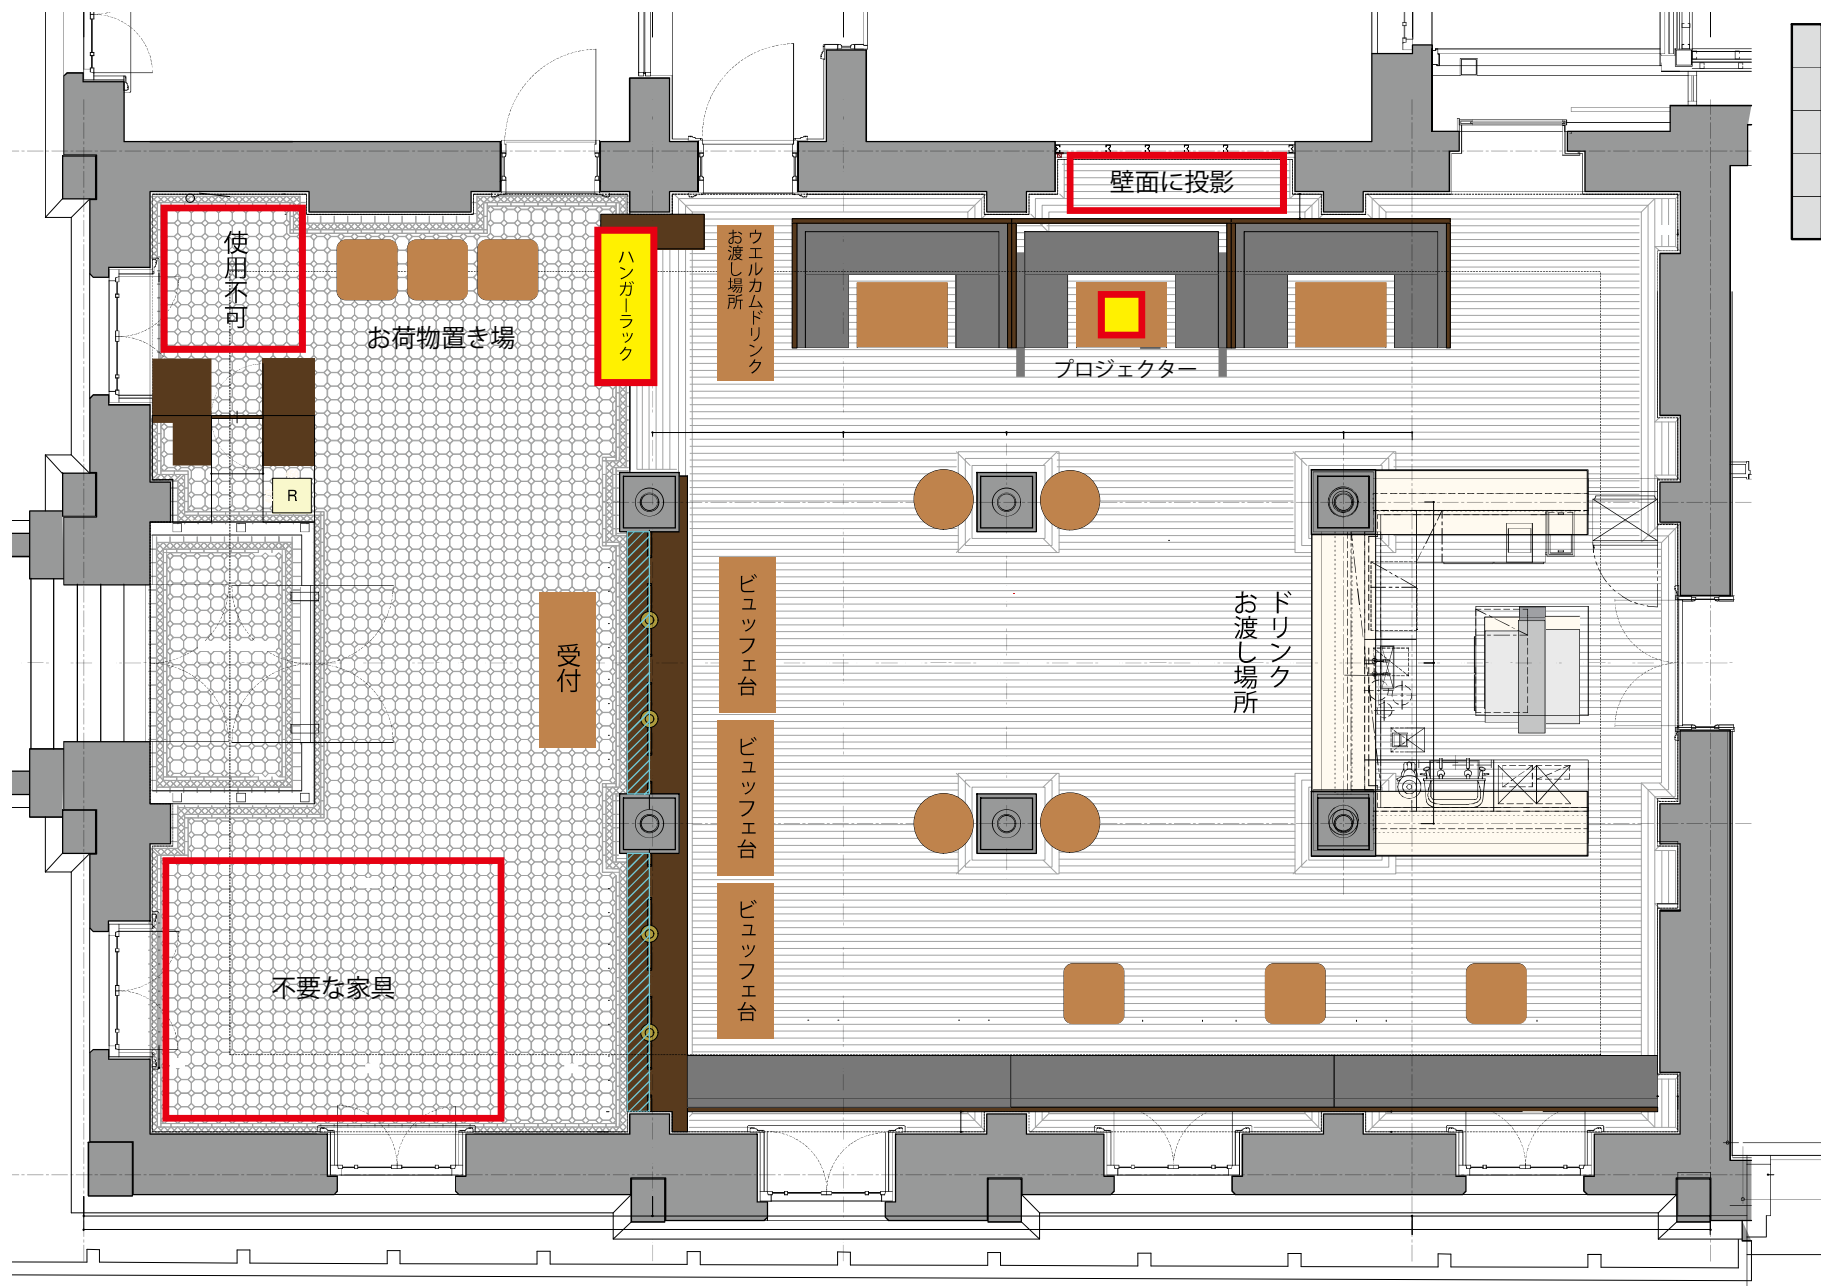 壁面に投影
使用不可
ハンガーラック
ウエルカムドリンク
お渡し場所
お荷物置き場
プロジェクター
R
ビュッフェ台
ドリンク
お渡し場所
受付
ビュッフェ台
ビュッフェ台
不要な家具